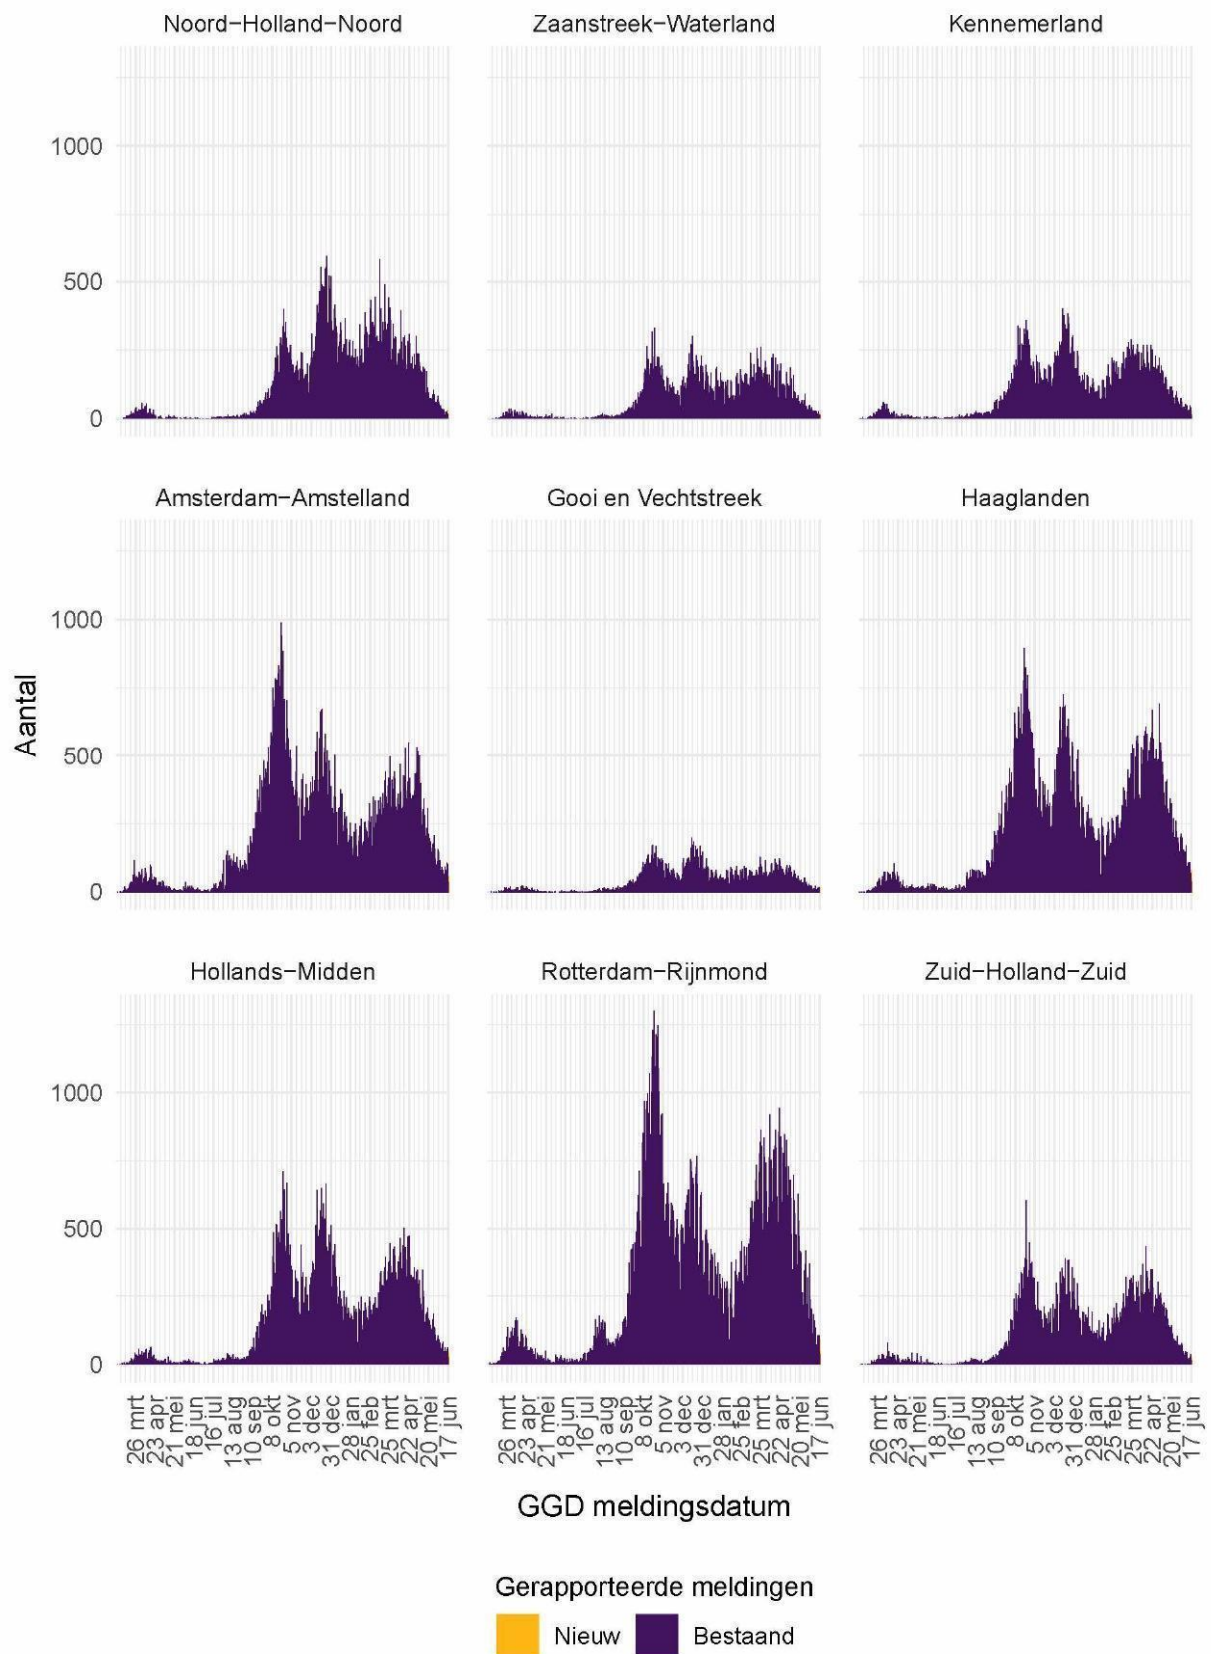 Noord-Holland-Noord Zaanstreek-Waterland Kennemerland
1000
500
0
Amsterdam-Amstelland Gooi en Vechtstreek Haaglanden
1000
500
0
Aantal
Hollands-Midden Rotterdam-Rijnmond Zuid-Holland-Zuid
1000
500
0
26 mrt 23 apr 21 mei 18 jun 16 jul 13 aug 10 sep 8 okt 5 nov 3 dec 31 dec 28 jan 25 feb 25 mrt 22 apr 20 mei 17 jun
26 mrt 23 apr 21 mei 18 jun 16 jul 13 aug 10 sep 8 okt 5 nov 3 dec 31 dec 28 jan 25 feb 25 mrt 22 apr 20 mei 17 jun
26 mrt 23 apr 21 mei 18 jun 16 jul 13 aug 10 sep 8 okt 5 nov 3 dec 31 dec 28 jan 25 feb 25 mrt 22 apr 20 mei 17 jun
GGD meldingsdatum
Gerapporteerde meldingen
Nieuw Bestaand